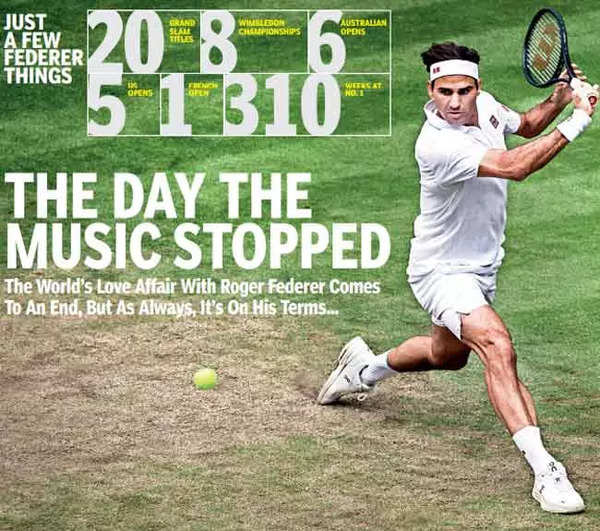 JUST
A FEW
FEDERER
THINGS
20 GRAND
SLAM
TITLES
8 WIMBLEDON
CHAMPIONSHIPS
6 AUSTRALIAN
OPENS
5 US
OPENS
1 FRENCH
OPEN
310 WEEKS AT
NO. 1
THE DAY THE
MUSIC STOPPED
The World's Love Affair With Roger Federer Comes
To An End, But As Always, It's On His Terms...